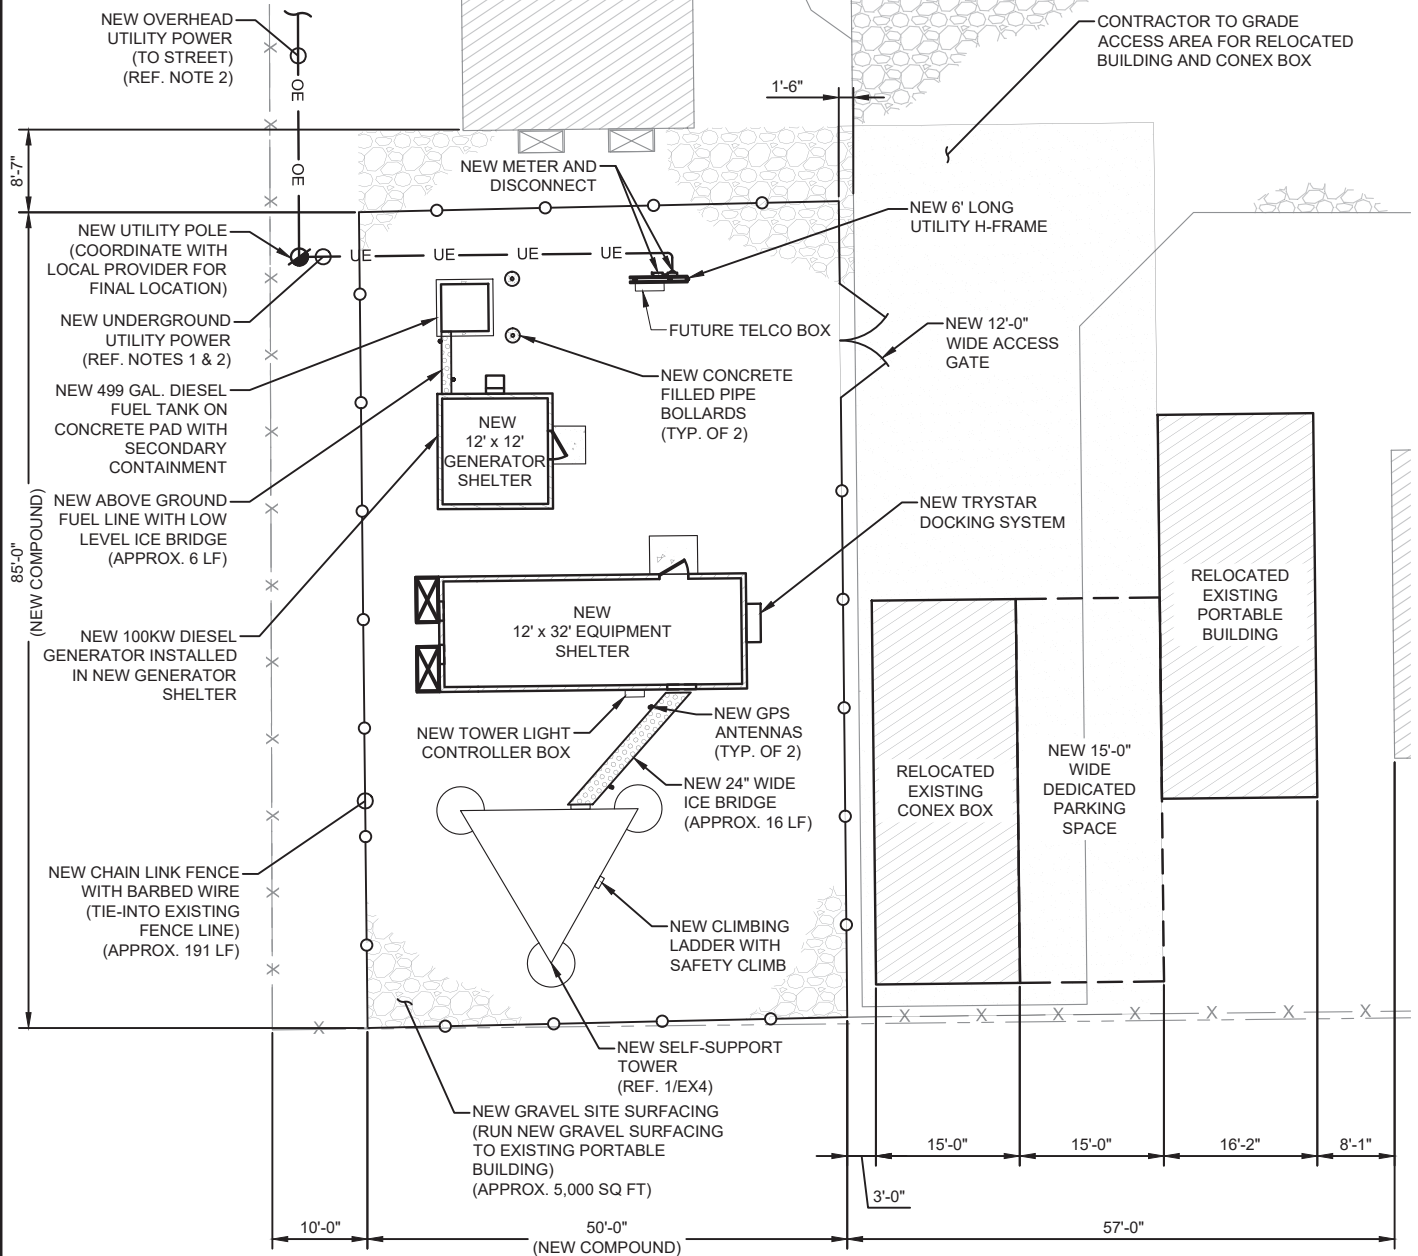 NEW OVERHEAD
UTILITY POWER
(TO STREET)
(REF. NOTE 2)
OE
OE
CONTRACTOR TO GRADE
ACCESS AREA FOR RELOCATED
BUILDING AND CONEX BOX
1'-6"
8'-7"
NEW METER AND
DISCONNECT
NEW 6' LONG
UTILITY H-FRAME
NEW UTILITY POLE
(COORDINATE WITH
LOCAL PROVIDER FOR
FINAL LOCATION)
UE
UE
UE
UE
NEW UNDERGROUND
UTILITY POWER
(REF. NOTES 1 & 2)
FUTURE TELCO BOX
NEW 12'-0"
WIDE ACCESS
GATE
NEW 499 GAL. DIESEL
FUEL TANK ON
CONCRETE PAD WITH
SECONDARY
CONTAINMENT
NEW CONCRETE
FILLED PIPE
BOLLARDS
(TYP. OF 2)
NEW
12' x 12'
GENERATOR
SHELTER
NEW ABOVE GROUND
FUEL LINE WITH LOW
LEVEL ICE BRIDGE
(APPROX. 6 LF)
NEW TRYSTAR
DOCKING SYSTEM
85'-0"
(NEW COMPOUND)
RELOCATED
EXISTING
PORTABLE
BUILDING
NEW
12' x 32' EQUIPMENT
SHELTER
NEW 100KW DIESEL
GENERATOR INSTALLED
IN NEW GENERATOR
SHELTER
NEW TOWER LIGHT
CONTROLLER BOX
NEW GPS
ANTENNAS
(TYP. OF 2)
NEW 24" WIDE
ICE BRIDGE
(APPROX. 16 LF)
RELOCATED
EXISTING
CONEX BOX
NEW 15'-0"
WIDE
DEDICATED
PARKING
SPACE
NEW CHAIN LINK FENCE
WITH BARBED WIRE
(TIE-INTO EXISTING
FENCE LINE)
(APPROX. 191 LF)
NEW CLIMBING
LADDER WITH
SAFETY CLIMB
NEW SELF-SUPPORT
TOWER
(REF. 1/EX4)
NEW GRAVEL SITE SURFACING
(RUN NEW GRAVEL SURFACING
TO EXISTING PORTABLE
BUILDING)
(APPROX. 5,000 SQ FT)
15'-0"
15'-0"
16'-2"
8'-1"
3'-0"
10'-0"
50'-0"
(NEW COMPOUND)
57'-0"